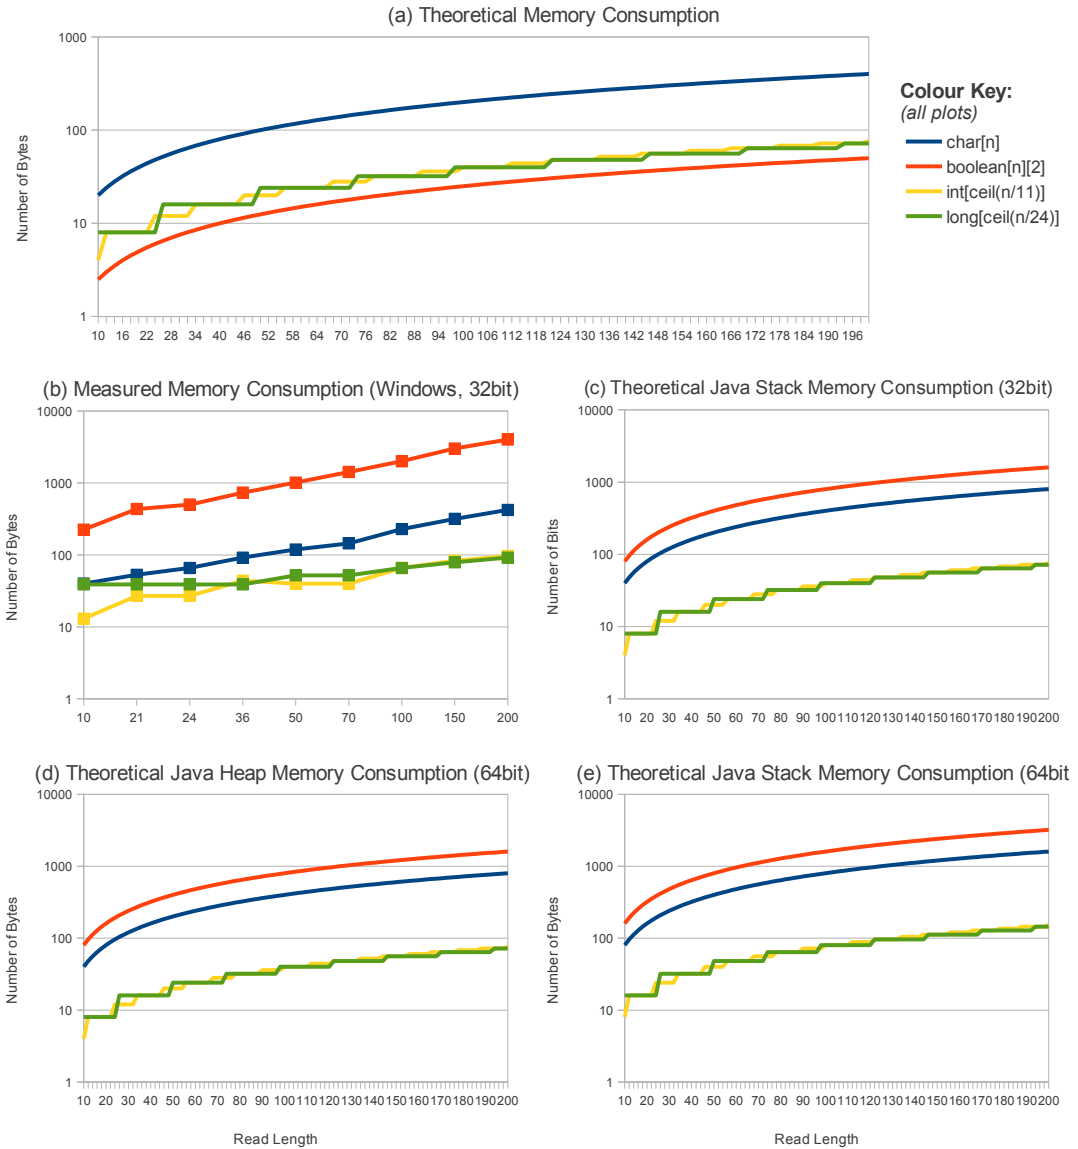 (a) Theoretical Memory Consumption
1000
100
10
1
Number of Bytes
10 16 22 28 34 40 46 52 58 64 70 76 82 88 94 100 106 112 118 124 130 136 142 148 154 160 166 172 178 184 190 196
Colour Key:
(all plots)
char[n]
boolean[n][2]
int[ceil(n/11)]
long[ceil(n/24)]
(b) Measured Memory Consumption (Windows, 32bit)
10000
1000
100
10
1
Number of Bytes
10 21 24 36 50 70 100 150 200
(c) Theoretical Java Stack Memory Consumption (32bit)
10000
1000
100
10
1
Number of Bits
10 20 30 40 50 60 70 80 90 100 110 120 130 140 150 160 170 180 190 200
(d) Theoretical Java Heap Memory Consumption (64bit)
10000
1000
100
10
1
Number of Bytes
10 20 30 40 50 60 70 80 90 100 110 120 130 140 150 160 170 180 190 200
Read Length
(e) Theoretical Java Stack Memory Consumption (64bit
10000
1000
100
10
1
Number of Bytes
10 20 30 40 50 60 70 80 90 100 110 120 130 140 150 160 170 180 190 200
Read Length